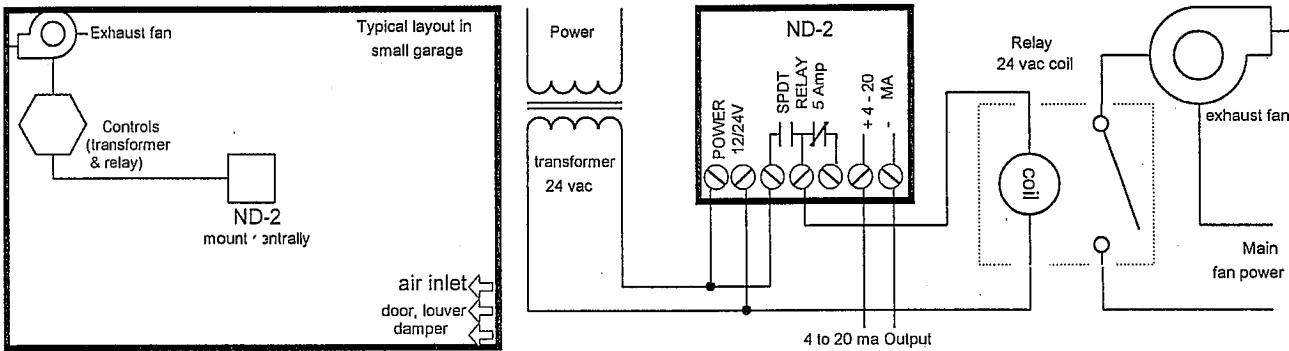 Exhaust fan
Typical layout in
small garage
Controls
(transformer
& relay)
ND-2
mount centrally
air inlet
door, louver
damper
Power
transformer
24 vac
ND-2
POWER
12/24V
SPDT
RELAY
5 Amp
+ 4 - 20
- MA
4 to 20 ma Output
Relay
24 vac coil
coil
exhaust fan
Main
fan power